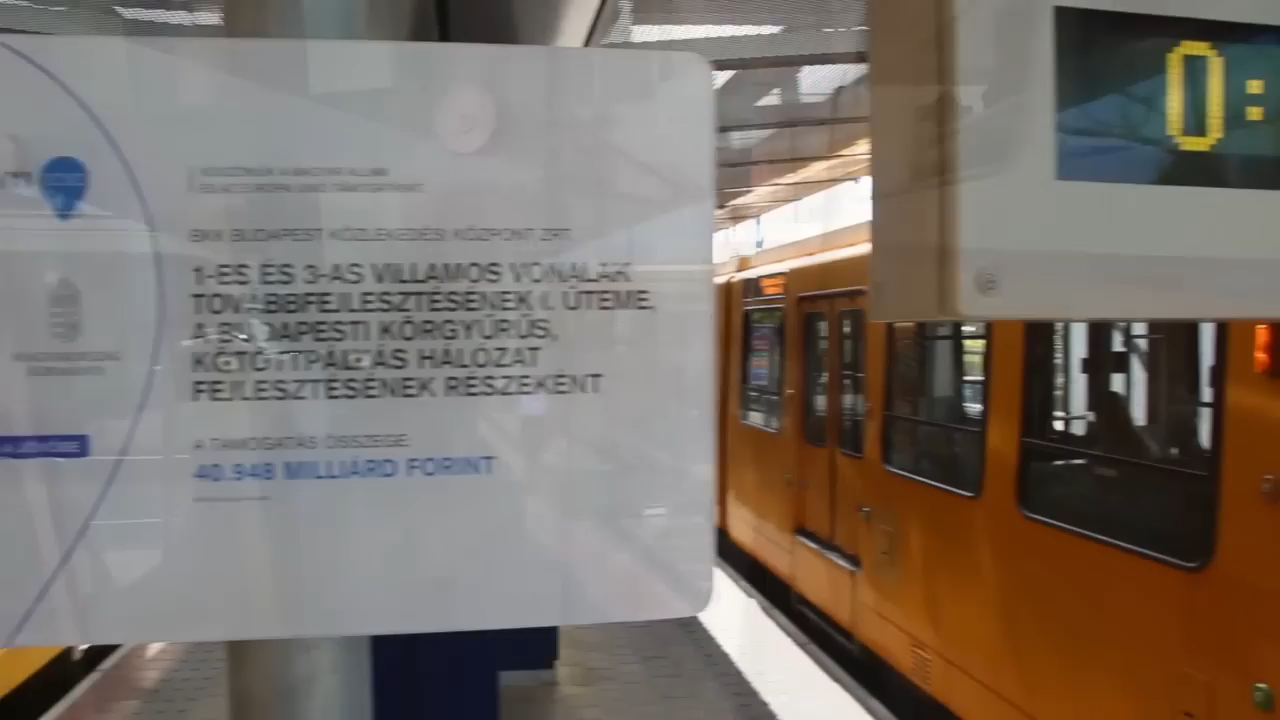 BKK BUDAPESTI KÖZLEKEDÉSI KÖZPONT ZRT.
1-ES ÉS 3-AS VILLAMOS VONALAK
TOVÁBBFEJLESZTÉSÉNEK I. ÜTEME,
A BUDAPESTI KÖRGYŰRŰS,
KÖTÖTTPÁLYÁS HÁLÓZAT
FEJLESZTÉSÉNEK RÉSZEKÉNT
A TÁMOGATÁS ÖSSZEGE:
40.948 MILLIÁRD FORINT
0: